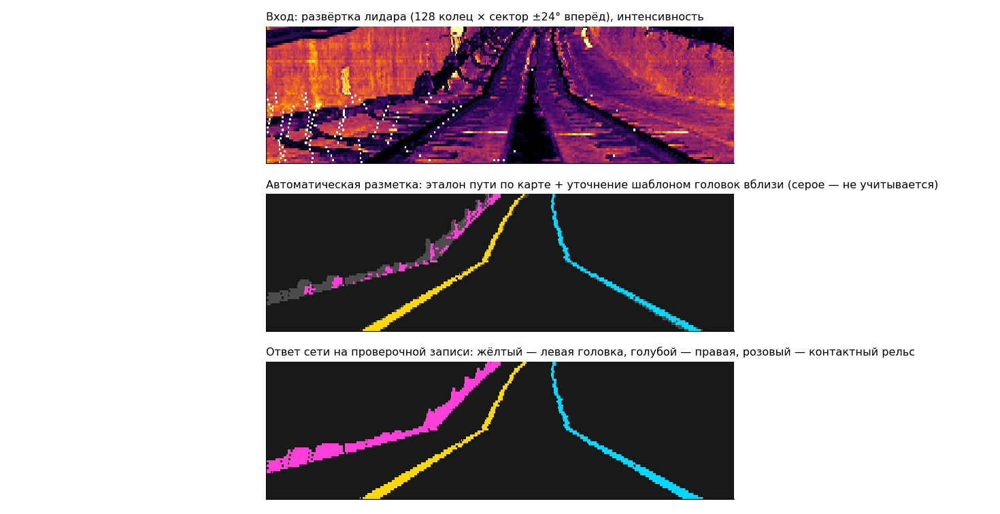 Вход: развёртка лидара (128 колец × сектор ±24° вперёд), интенсивность
Автоматическая разметка: эталон пути по карте + уточнение шаблоном головок вблизи (серое — не учитывается)
Ответ сети на проверочной записи: жёлтый — левая головка, голубой — правая, розовый — контактный рельс